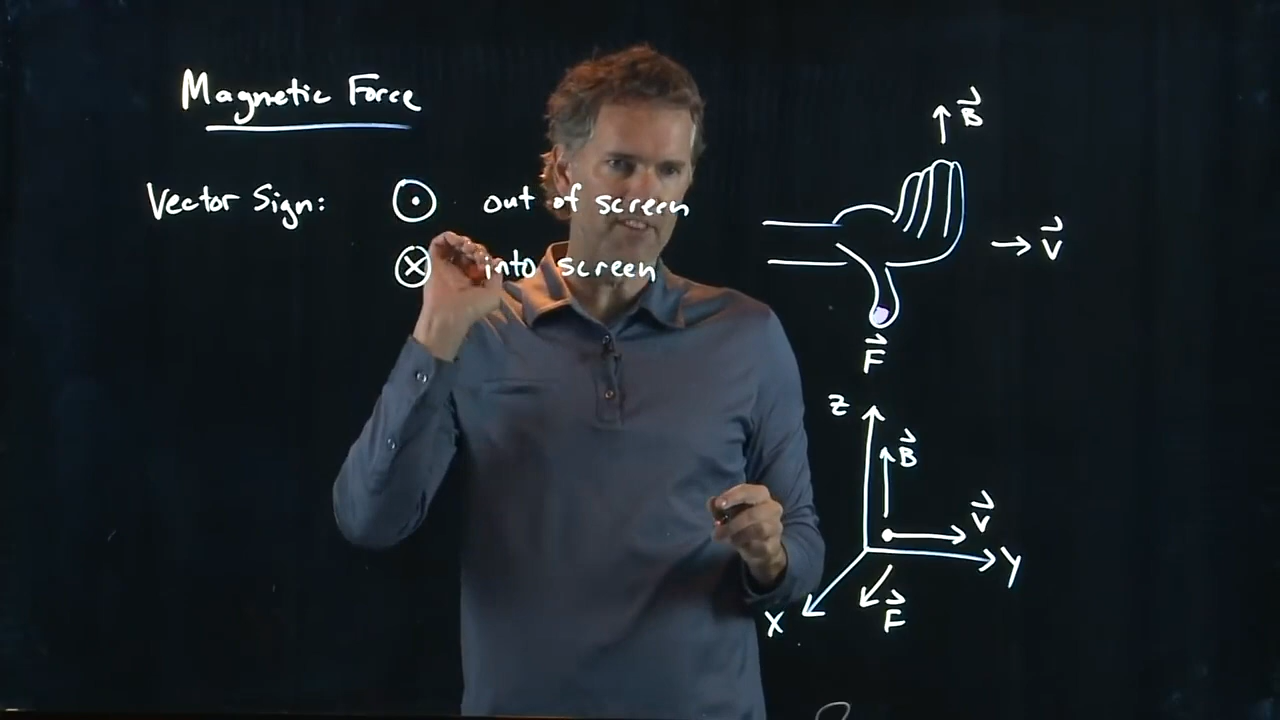 Magnetic Force
Vector Sign: ⊙ out of screen
⊗ into screen
B⃗
V⃗
F⃗
Z
B⃗
V⃗
Y
F⃗
X